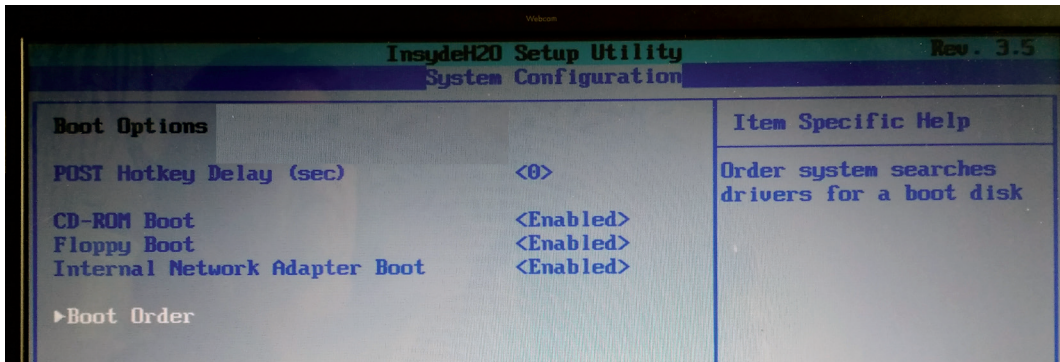 Webcam
InsydeH20 Setup Utility Rev. 3.5
System Configuration
Boot Options
POST Hotkey Delay (sec) <0>
CD-ROM Boot <Enabled>
Floppy Boot <Enabled>
Internal Network Adapter Boot <Enabled>
▶Boot Order
Item Specific Help
Order system searches
drivers for a boot disk